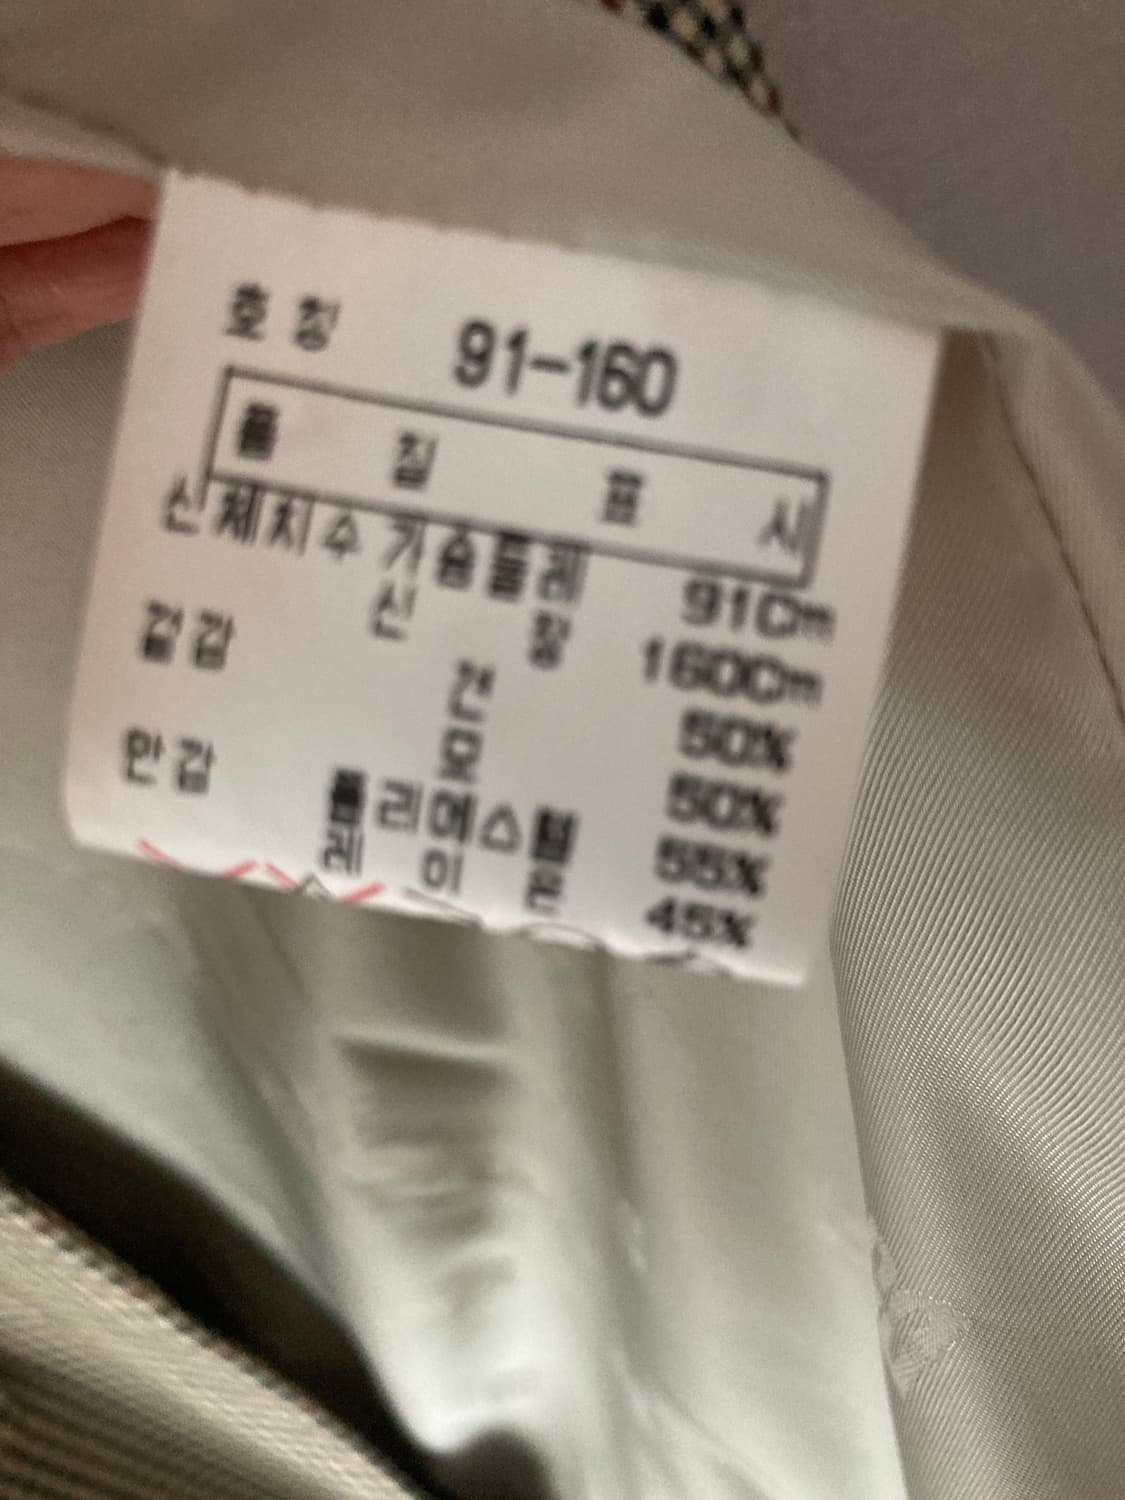 호칭 91-160
품질표시
신체치수 가슴둘레 91Cm
신장 160Cm
겉감 견 50%
모 50%
안감 폴리에스텔 55%
레이온 45%